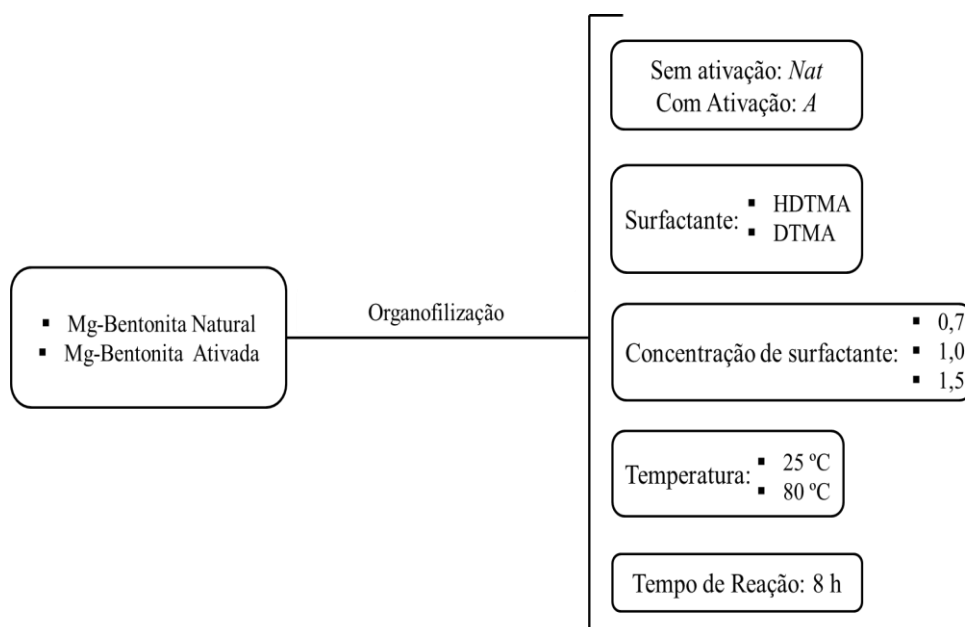 ▪ Mg-Bentonita Natural
▪ Mg-Bentonita Ativada
Organofilização
Sem ativação: Nat
Com Ativação: A
Surfactante:
▪ HDTMA
▪ DTMA
Concentração de surfactante:
▪ 0,7
▪ 1,0
▪ 1,5
Temperatura:
▪ 25 ºC
▪ 80 ºC
Tempo de Reação: 8 h